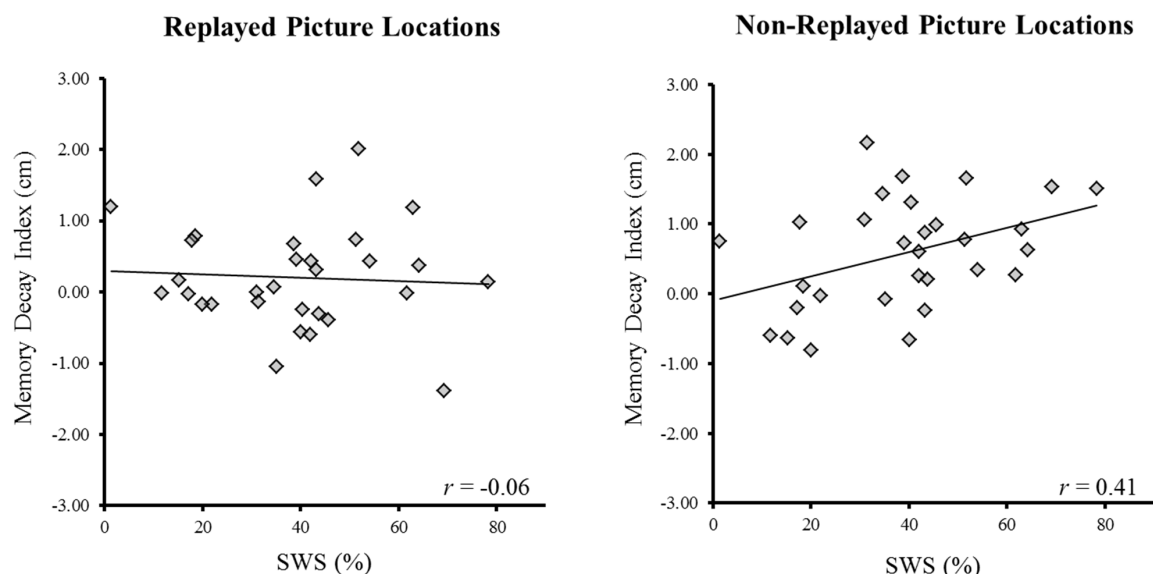 Replayed Picture Locations
3.00
2.00
1.00
0.00
-1.00
-2.00
-3.00
Memory Decay Index (cm)
0 20 40 60 80
SWS (%)
r = -0.06
Non-Replayed Picture Locations
3.00
2.00
1.00
0.00
-1.00
-2.00
-3.00
Memory Decay Index (cm)
0 20 40 60 80
SWS (%)
r = 0.41